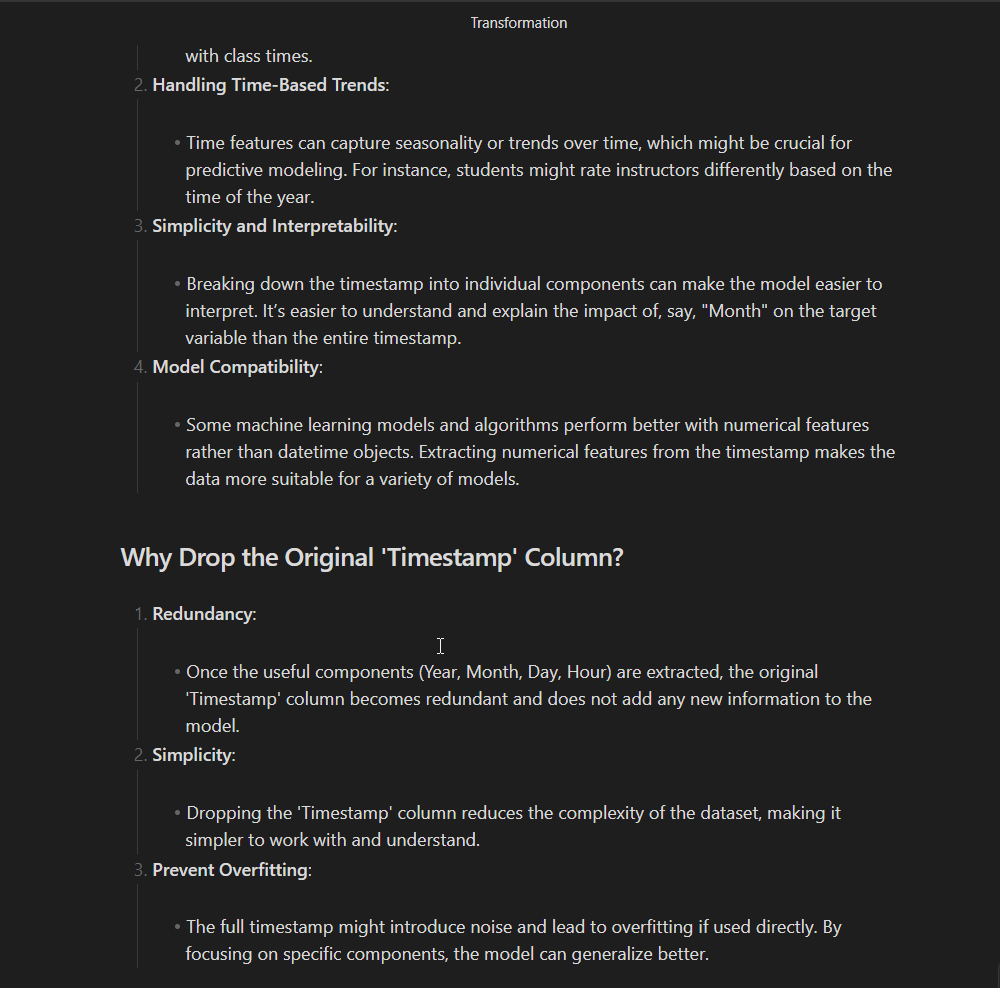 Transformation
with class times.
2. Handling Time-Based Trends:
• Time features can capture seasonality or trends over time, which might be crucial for
predictive modeling. For instance, students might rate instructors differently based on the
time of the year.
3. Simplicity and Interpretability:
• Breaking down the timestamp into individual components can make the model easier to
interpret. It’s easier to understand and explain the impact of, say, "Month" on the target
variable than the entire timestamp.
4. Model Compatibility:
• Some machine learning models and algorithms perform better with numerical features
rather than datetime objects. Extracting numerical features from the timestamp makes the
data more suitable for a variety of models.
Why Drop the Original 'Timestamp' Column?
1. Redundancy:
• Once the useful components (Year, Month, Day, Hour) are extracted, the original
'Timestamp' column becomes redundant and does not add any new information to the
model.
2. Simplicity:
• Dropping the 'Timestamp' column reduces the complexity of the dataset, making it
simpler to work with and understand.
3. Prevent Overfitting:
• The full timestamp might introduce noise and lead to overfitting if used directly. By
focusing on specific components, the model can generalize better.